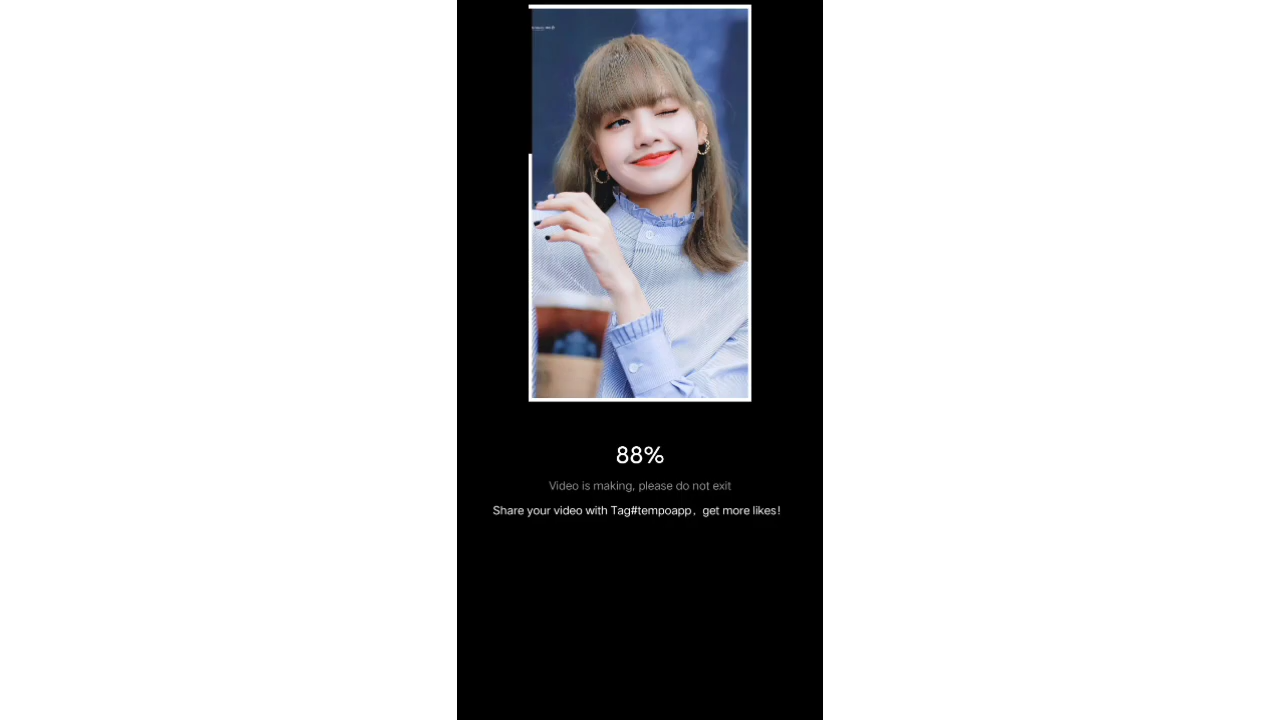 88%
Video is making, please do not exit
Share your video with Tag#tempoapp, get more likes!